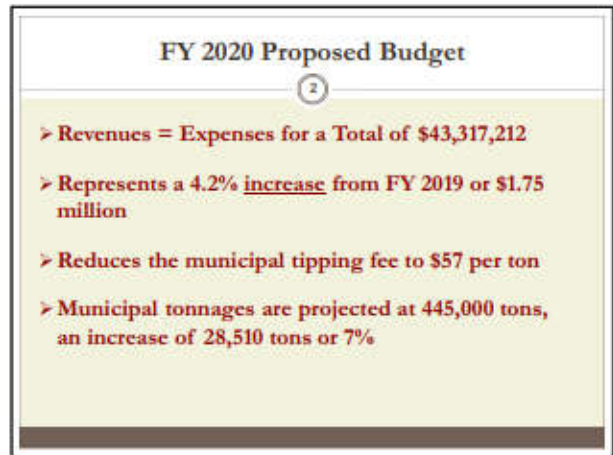 FY 2020 Proposed Budget
2
➢ Revenues = Expenses for a Total of $43,317,212
➢ Represents a 4.2% increase from FY 2019 or $1.75
million
➢ Reduces the municipal tipping fee to $57 per ton
➢ Municipal tonnages are projected at 445,000 tons,
an increase of 28,510 tons or 7%